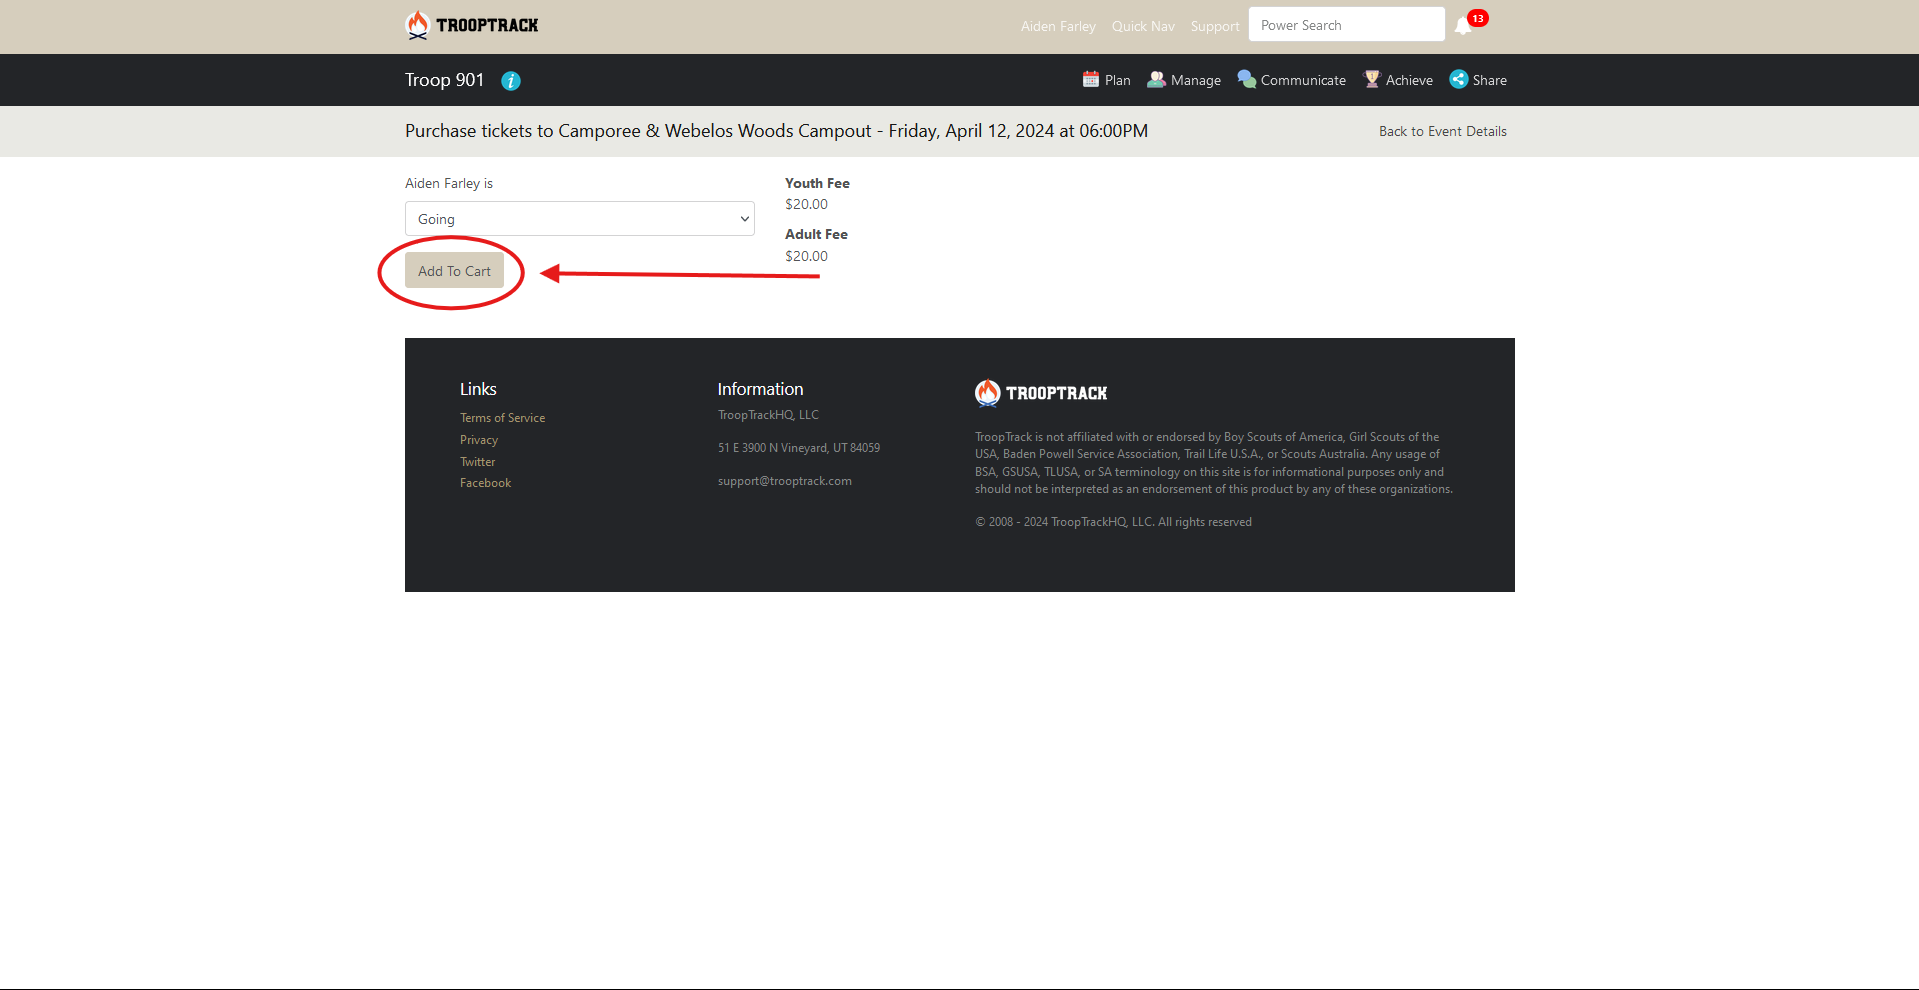 TROOPTRACK
Aiden Farley Quick Nav Support Power Search 13
Troop 901 i Plan Manage Communicate Achieve Share
Purchase tickets to Camporee & Webelos Woods Campout - Friday, April 12, 2024 at 06:00PM Back to Event Details
Aiden Farley is
Going
Add To Cart
Youth Fee
$20.00
Adult Fee
$20.00
Links
Terms of Service
Privacy
Twitter
Facebook
Information
TroopTrackHQ, LLC
51 E 3900 N Vineyard, UT 84059
support@trooptrack.com
TROOPTRACK
TroopTrack is not affiliated with or endorsed by Boy Scouts of America, Girl Scouts of the
USA, Baden Powell Service Association, Trail Life U.S.A., or Scouts Australia. Any usage of
BSA, GSUSA, TLUSA, or SA terminology on this site is for informational purposes only and
should not be interpreted as an endorsement of this product by any of these organizations.
© 2008 - 2024 TroopTrackHQ, LLC. All rights reserved